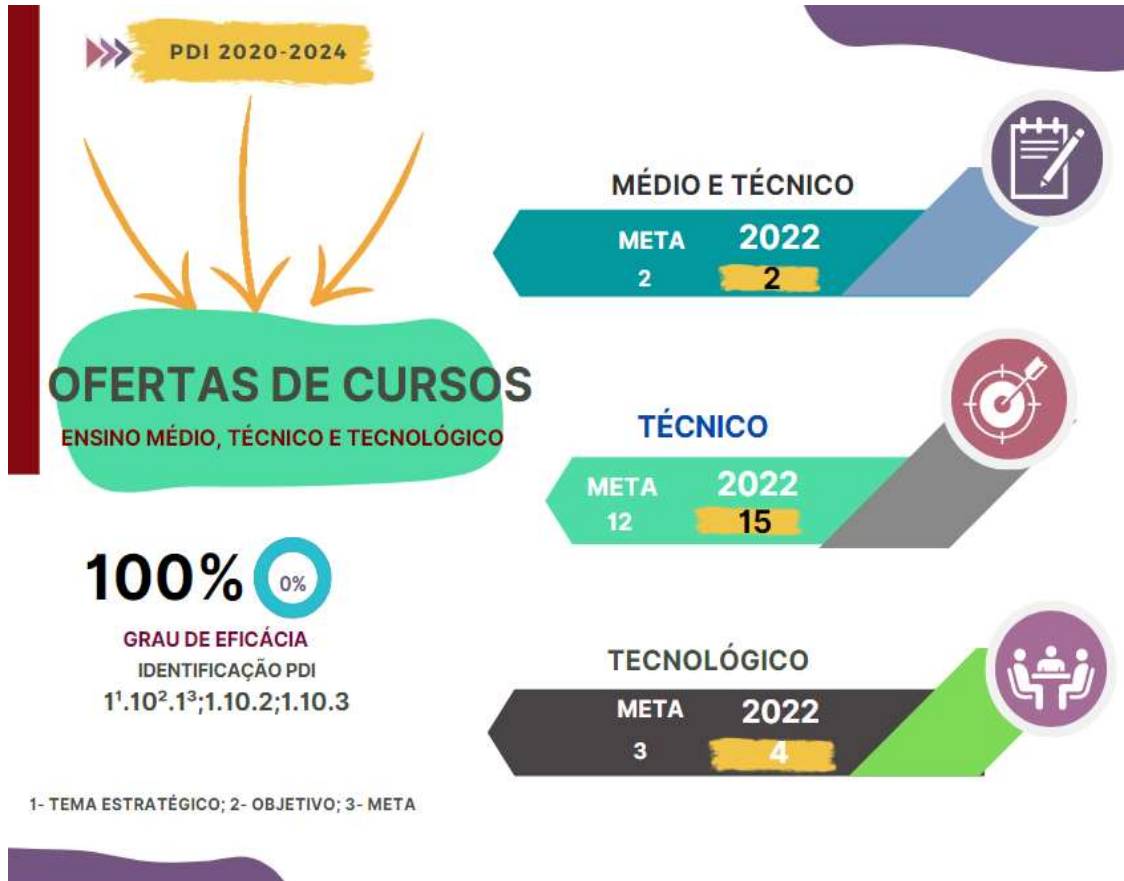 PDI 2020-2024
OFERTAS DE CURSOS
ENSINO MÉDIO, TÉCNICO E TECNOLÓGICO
100% 0%
GRAU DE EFICÁCIA
IDENTIFICAÇÃO PDI
1¹.10².1³;1.10.2;1.10.3
1- TEMA ESTRATÉGICO; 2- OBJETIVO; 3- META
MÉDIO E TÉCNICO
META 2022
2 2
TÉCNICO
META 2022
12 15
TECNOLÓGICO
META 2022
3 4